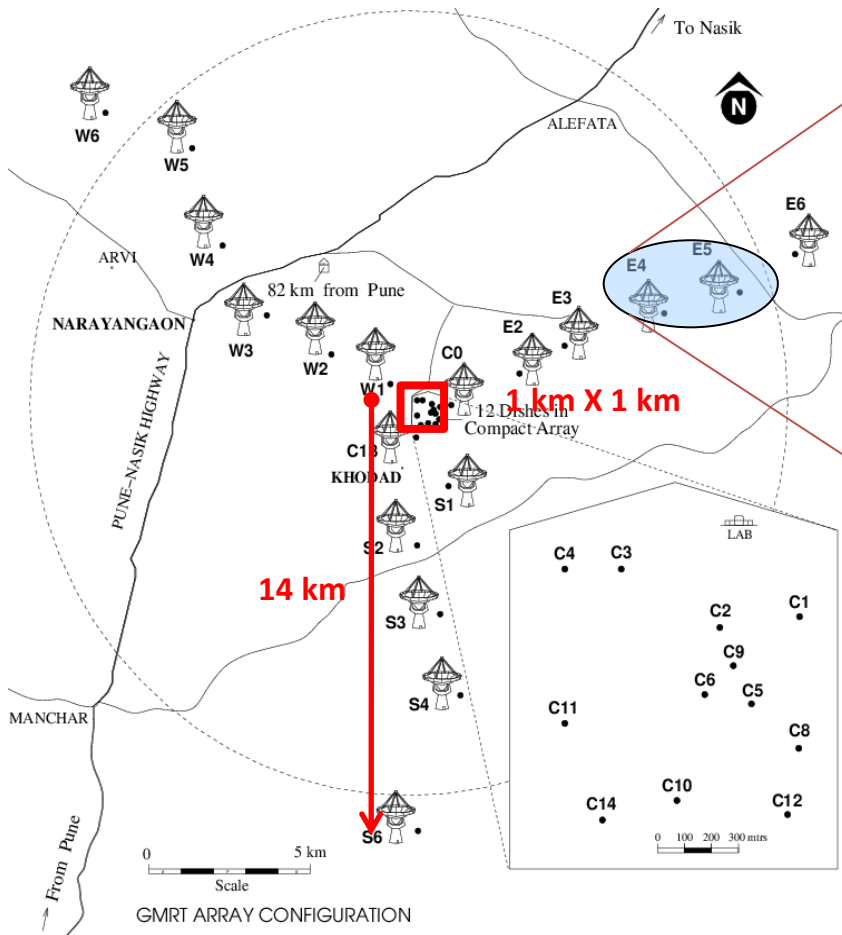 To Nasik
N
ALEFATA
W6
W5
E6
W4
ARVI
E5
E4
82 km from Pune
NARAYANGAON
E3
W3
W2
E2
C0
W1
1 km X 1 km
12 Dishes in
Compact Array
C13
KHODAD
PUNE-NASIK HIGHWAY
S1
S2
LAB
C4
C3
14 km
S3
C2
C1
C9
C6
C5
S4
MANCHAR
C11
C8
C10
C14
C12
S6
0 100 200 300 mtrs
From Pune
0
5 km
Scale
GMRT ARRAY CONFIGURATION